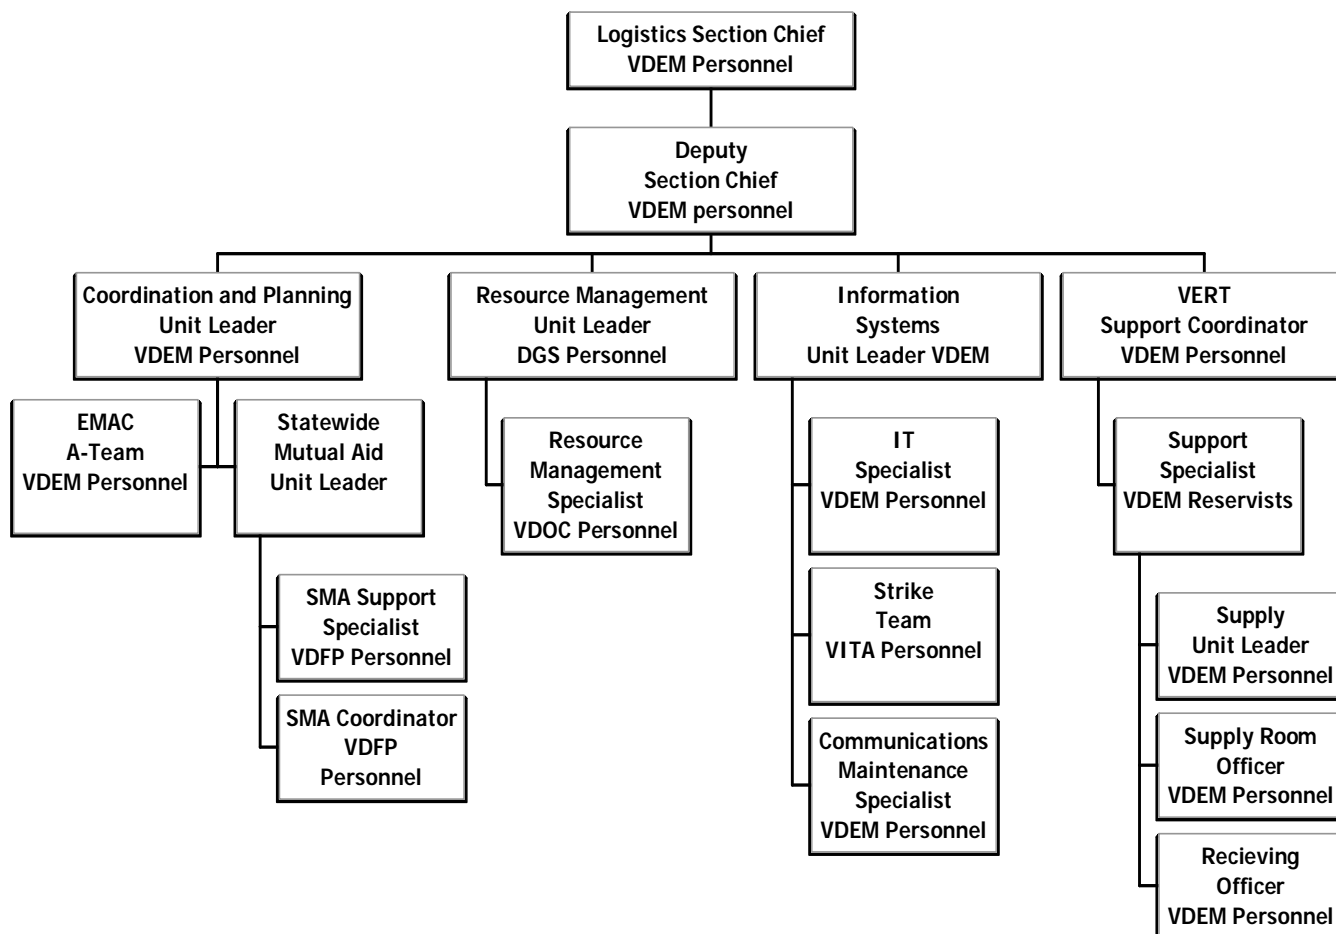 Logistics Section Chief
VDEM Personnel
Deputy
Section Chief
VDEM personnel
Coordination and Planning
Unit Leader
VDEM Personnel
Resource Management
Unit Leader
DGS Personnel
Information
Systems
Unit Leader VDEM
VERT
Support Coordinator
VDEM Personnel
EMAC
A-Team
VDEM Personnel
Statewide
Mutual Aid
Unit Leader
Resource
Management
Specialist
VDOC Personnel
IT
Specialist
VDEM Personnel
Support
Specialist
VDEM Reservists
SMA Support
Specialist
VDFP Personnel
Strike
Team
VITA Personnel
Supply
Unit Leader
VDEM Personnel
SMA Coordinator
VDFP
Personnel
Communications
Maintenance
Specialist
VDEM Personnel
Supply Room
Officer
VDEM Personnel
Recieving
Officer
VDEM Personnel